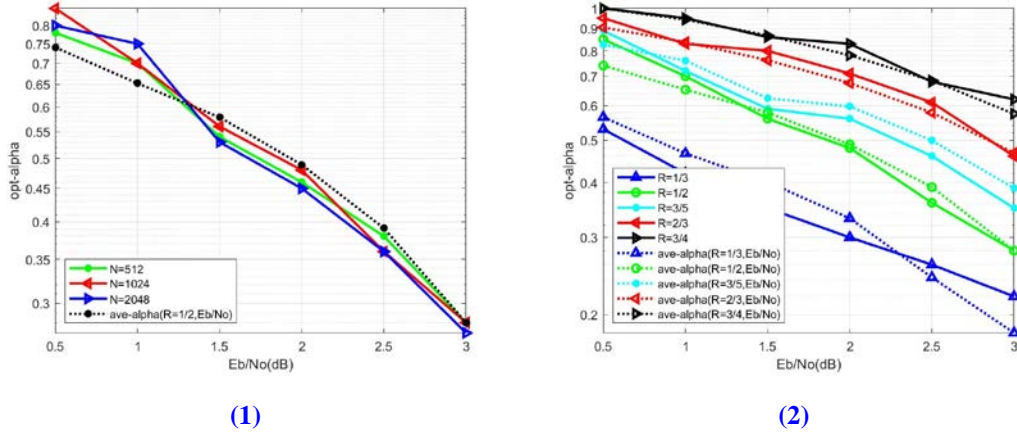 opt-alpha
0.8
0.75
0.7
0.65
0.6
0.55
0.5
0.45
0.4
0.35
0.3
N=512
N=1024
N=2048
ave-alpha(R=1/2,Eb/No)
0.5 1 1.5 2 2.5 3
Eb/No(dB)
(1)
opt-alpha
1
0.9
0.8
0.7
0.6
0.5
0.4
0.3
0.2
R=1/3
R=1/2
R=3/5
R=2/3
R=3/4
ave-alpha(R=1/3,Eb/No)
ave-alpha(R=1/2,Eb/No)
ave-alpha(R=3/5,Eb/No)
ave-alpha(R=2/3,Eb/No)
ave-alpha(R=3/4,Eb/No)
0.5 1 1.5 2 2.5 3
Eb/No(dB)
(2)